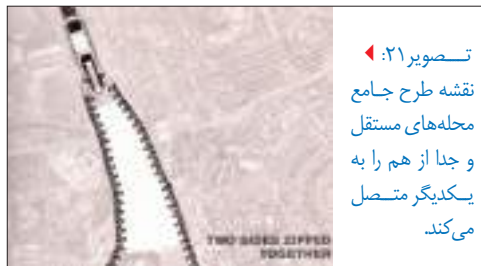 تصویر۲۱:
نقشه طرح جامع
محله‌های مستقل
و جدا از هم را به
یکدیگر متصل
می‌کند.
TWO SIDES ZIPPED
TOGETHER